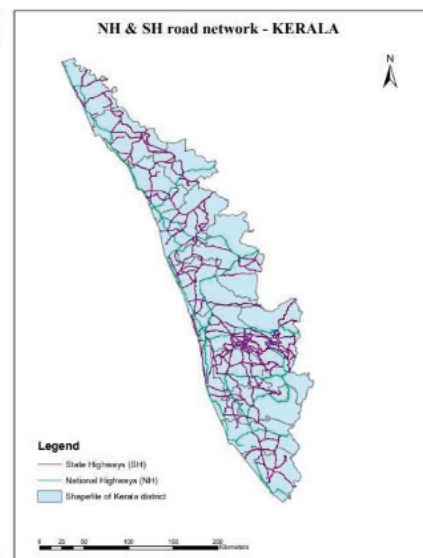 NH & SH road network - KERALA
N
Legend
State Highways (SH)
National Highways (NH)
Shapefile of Kerala district
0 25 50 100 150 200
Kilometers